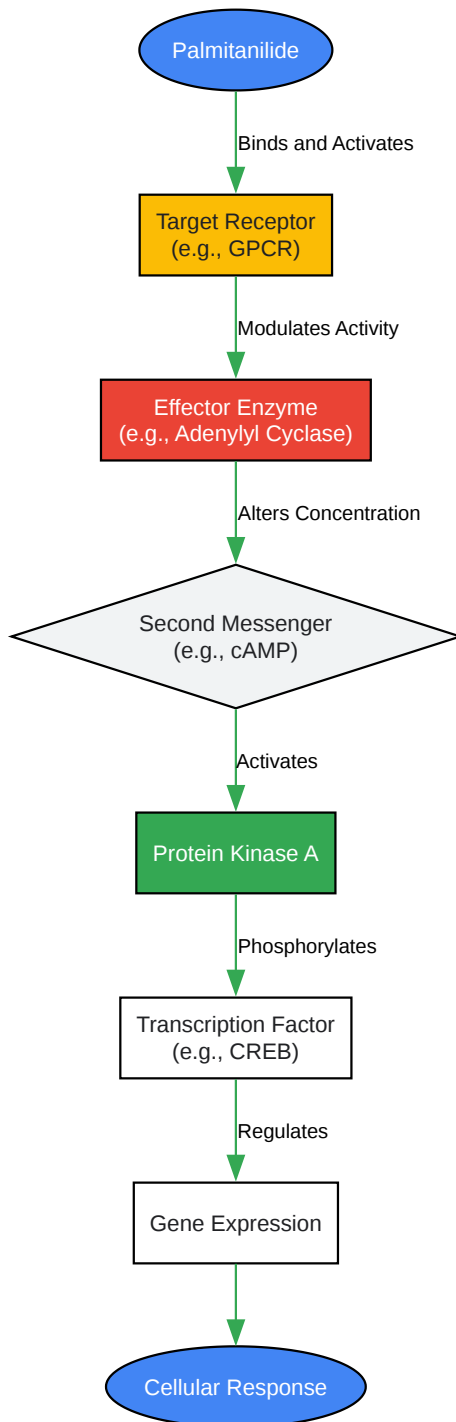 Palmitanilide
Binds and Activates
Target Receptor
(e.g., GPCR)
Modulates Activity
Effector Enzyme
(e.g., Adenylyl Cyclase)
Alters Concentration
Second Messenger
(e.g., cAMP)
Activates
Protein Kinase A
Phosphorylates
Transcription Factor
(e.g., CREB)
Regulates
Gene Expression
Cellular Response